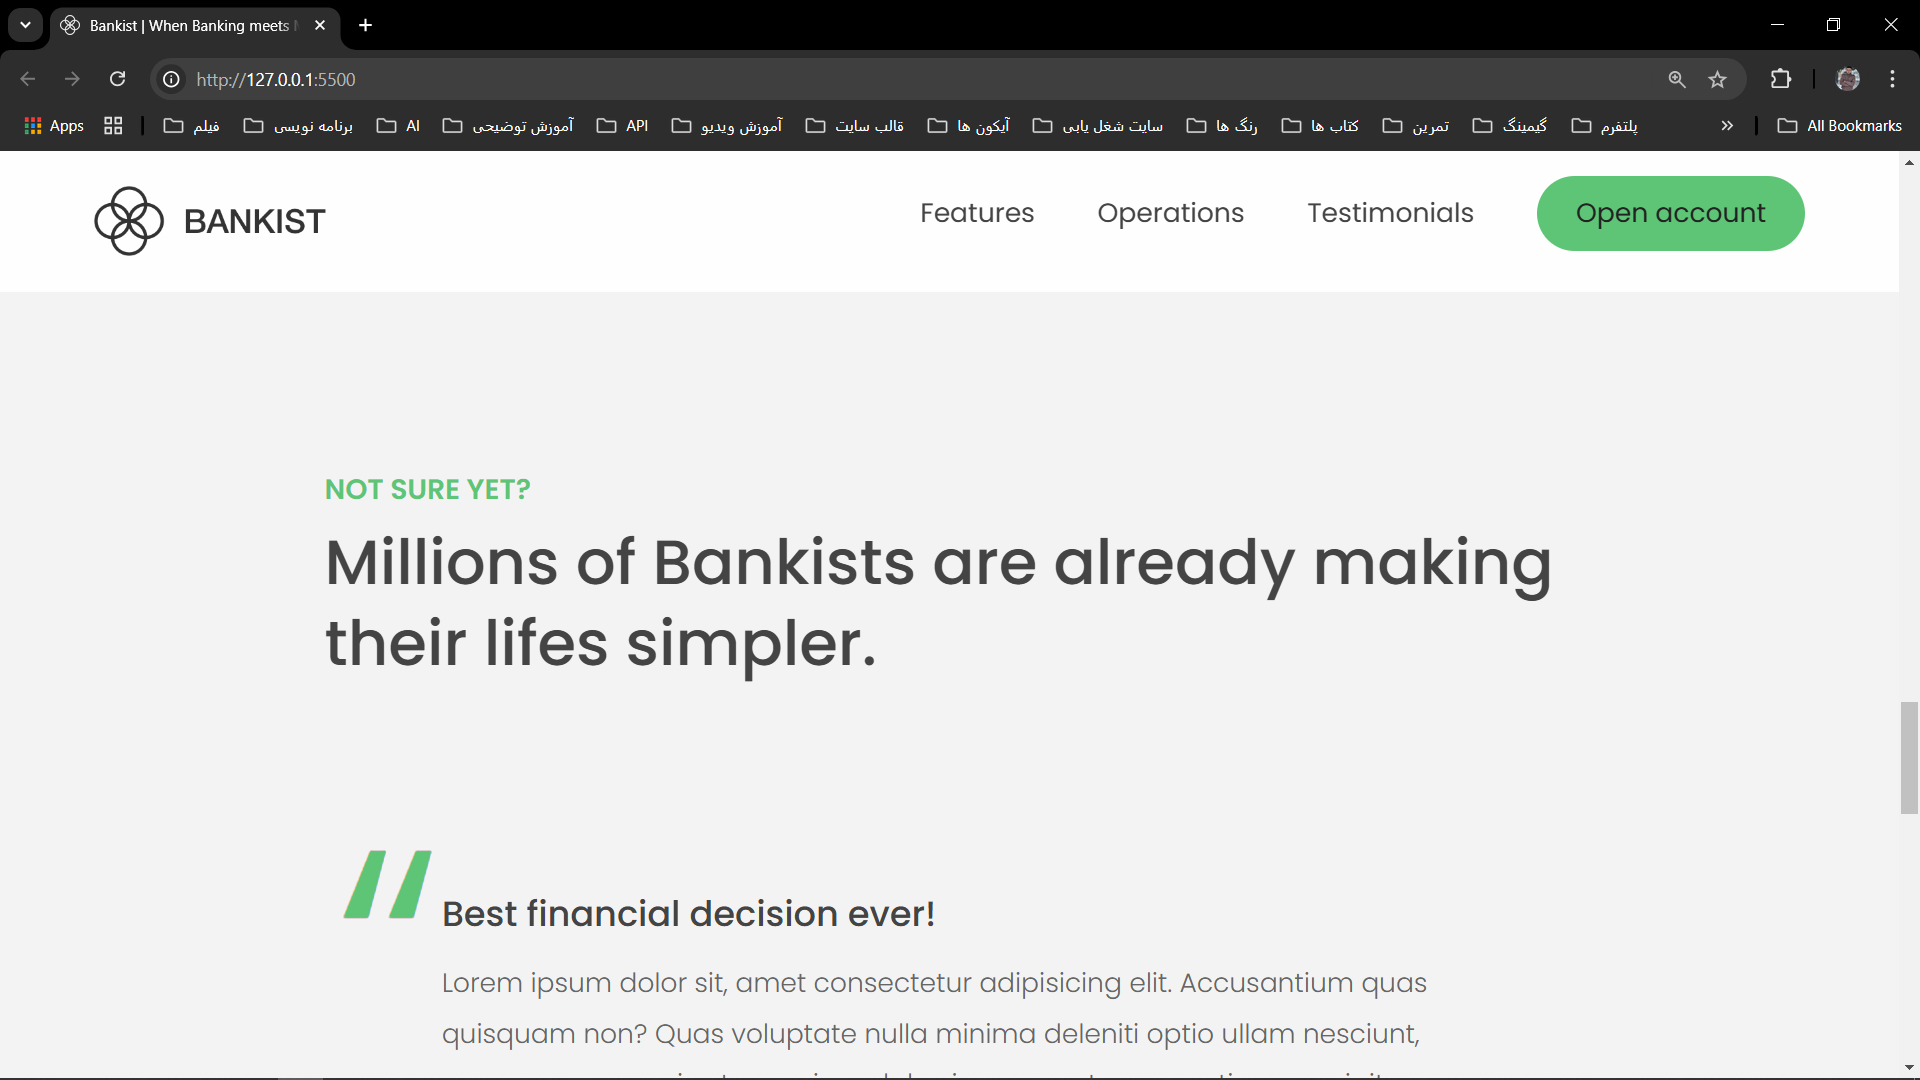 Bankist | When Banking meets
http://127.0.0.1:5500
Apps
فیلم
برنامه نویسی
AI
آموزش توضیحی
API
آموزش ویدیو
قالب سایت
آیکون ها
سایت شغل یابی
رنگ ها
کتاب ها
تمرین
گیمینگ
پلتفرم
All Bookmarks
BANKIST
Features
Operations
Testimonials
Open account
NOT SURE YET?
Millions of Bankists are already making
their lifes simpler.
Best financial decision ever!
Lorem ipsum dolor sit, amet consectetur adipisicing elit. Accusantium quas
quisquam non? Quas voluptate nulla minima deleniti optio ullam nesciunt,